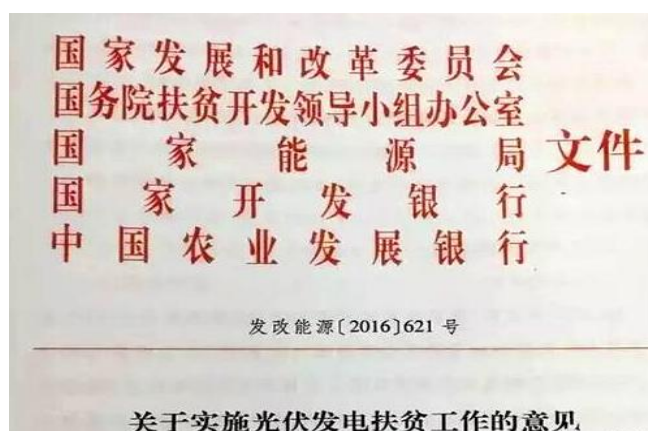 国家发展和改革委员会
国务院扶贫开发领导小组办公室
国家能源局 文件
国家开发银行
中国农业发展银行
发改能源〔2016〕621号
关于实施光伏发电扶贫工作的意见